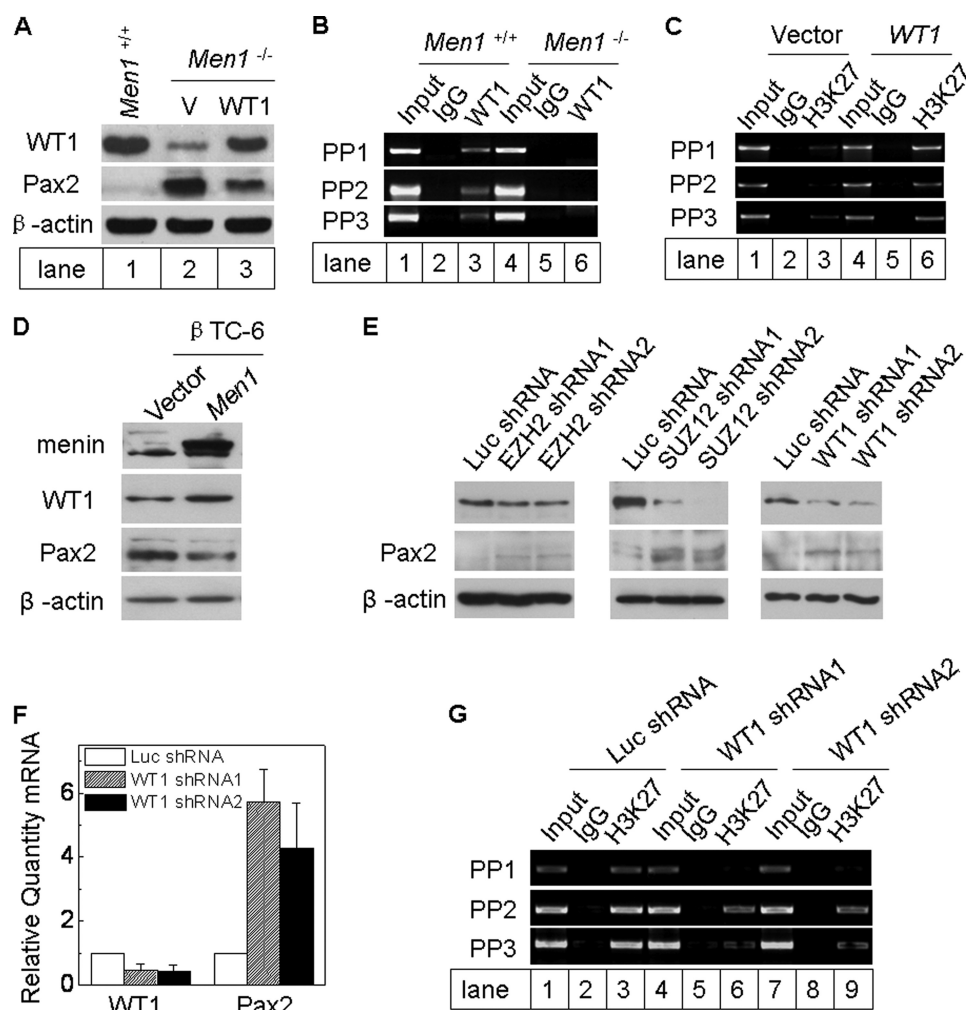 A
Men1 +/+
Men1 -/-
V WT1
WT1
Pax2
β -actin
lane 1 2 3
B
Men1 +/+ Men1 -/-
Input IgG WT1 Input IgG WT1
PP1
PP2
PP3
lane 1 2 3 4 5 6
C
Vector WT1
Input IgG H3K27 Input IgG H3K27
PP1
PP2
PP3
lane 1 2 3 4 5 6
D
β TC-6
Vector Men1
menin
WT1
Pax2
β -actin
E
Luc shRNA EZH2 shRNA1 EZH2 shRNA2
Luc shRNA SUZ12 shRNA1 SUZ12 shRNA2
Luc shRNA WT1 shRNA1 WT1 shRNA2
Pax2
β -actin
F
Relative Quantity mRNA
6
4
2
0
Luc shRNA
WT1 shRNA1
WT1 shRNA2
WT1 Pax2
G
Luc shRNA WT1 shRNA1 WT1 shRNA2
Input IgG H3K27 Input IgG H3K27 Input IgG H3K27
PP1
PP2
PP3
lane 1 2 3 4 5 6 7 8 9